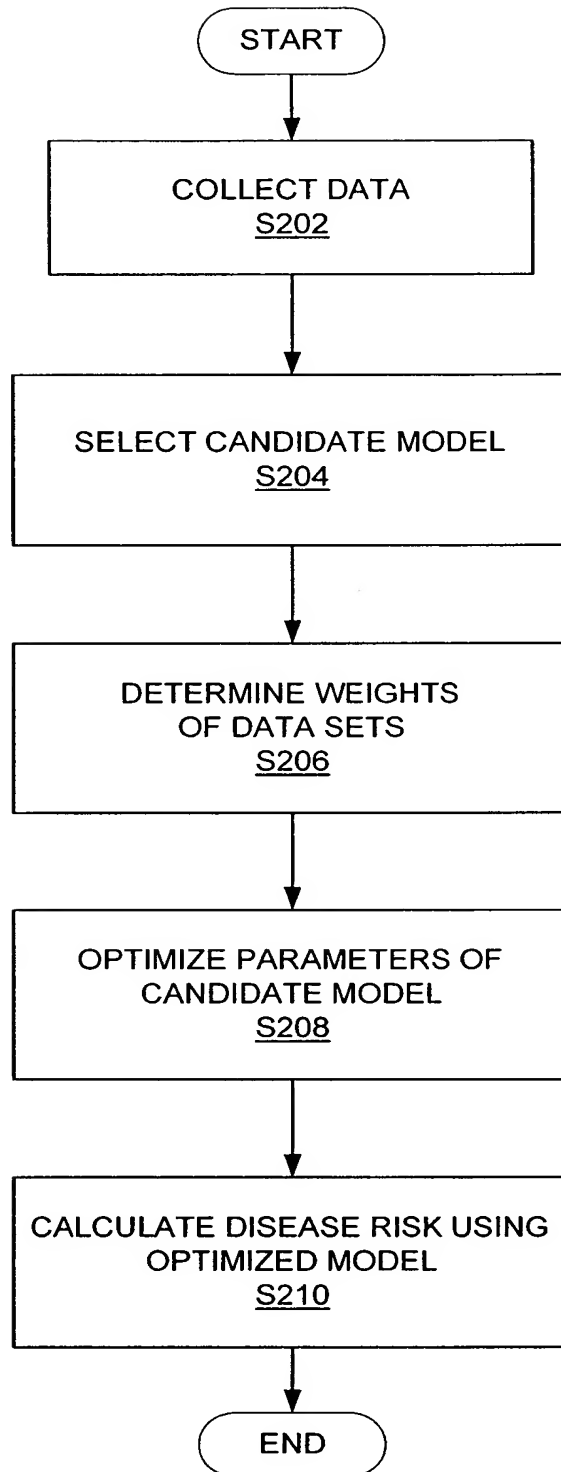 START
COLLECT DATA
S202
SELECT CANDIDATE MODEL
S204
DETERMINE WEIGHTS
OF DATA SETS
S206
OPTIMIZE PARAMETERS OF
CANDIDATE MODEL
S208
CALCULATE DISEASE RISK USING
OPTIMIZED MODEL
S210
END